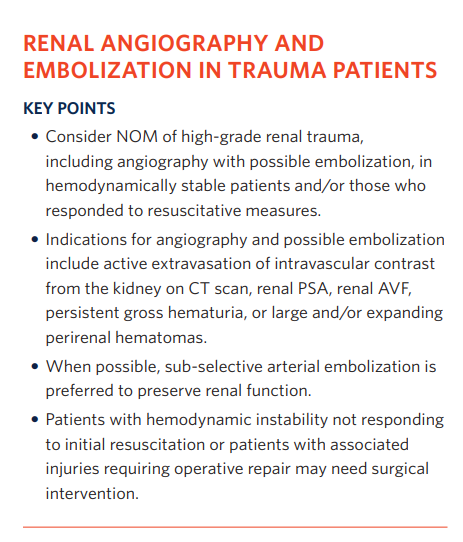 RENAL ANGIOGRAPHY AND
EMBOLIZATION IN TRAUMA PATIENTS
KEY POINTS
• Consider NOM of high-grade renal trauma,
including angiography with possible embolization, in
hemodynamically stable patients and/or those who
responded to resuscitative measures.
• Indications for angiography and possible embolization
include active extravasation of intravascular contrast
from the kidney on CT scan, renal PSA, renal AVF,
persistent gross hematuria, or large and/or expanding
perirenal hematomas.
• When possible, sub-selective arterial embolization is
preferred to preserve renal function.
• Patients with hemodynamic instability not responding
to initial resuscitation or patients with associated
injuries requiring operative repair may need surgical
intervention.